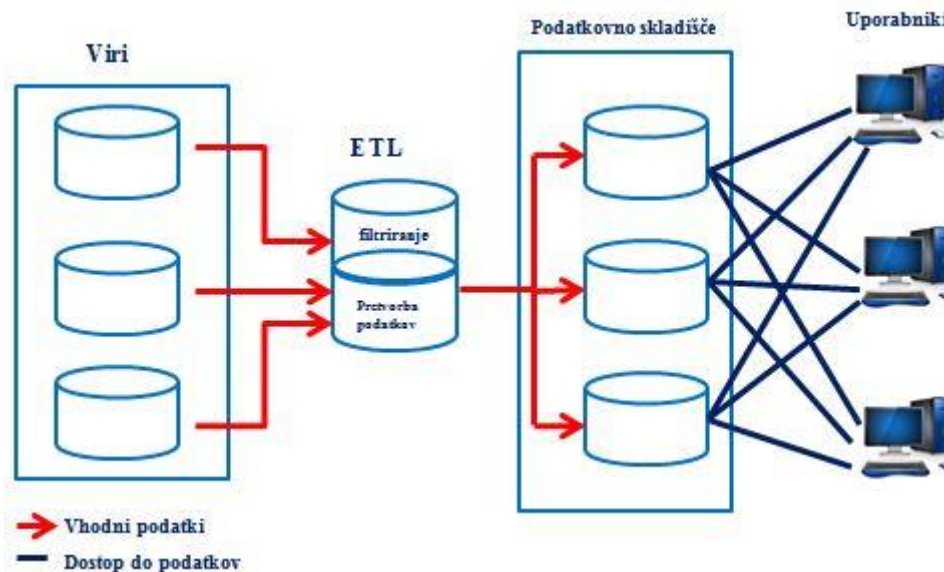 Viri
ETL
filtriranje
Pretvorba
podatkov
Podatkovno skladišče
Uporabniki
Vhodni podatki
Dostop do podatkov